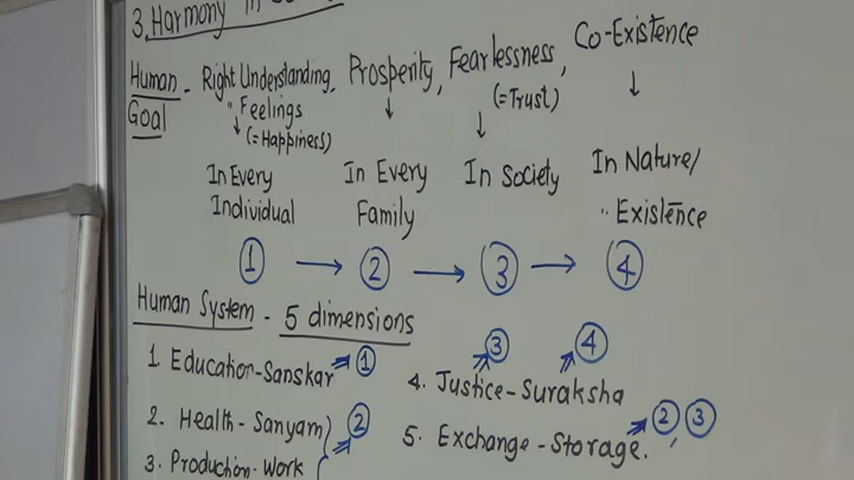 3. Harmony in
Human Goal - Right Understanding, Prosperity, Fearlessness, Co-Existence
" Feelings (=Trust)
(=Happiness)
In Every Individual In Every Family In Society In Nature/ " Existence
1 → 2 → 3 → 4
Human System - 5 dimensions
1. Education-Sanskar ⇒ 1
2. Health - Sanyam
3. Production-Work ⇒ 2
4. Justice-Suraksha ⇒ 3 ⇒ 4
5. Exchange-Storage. ⇒ 2, 3